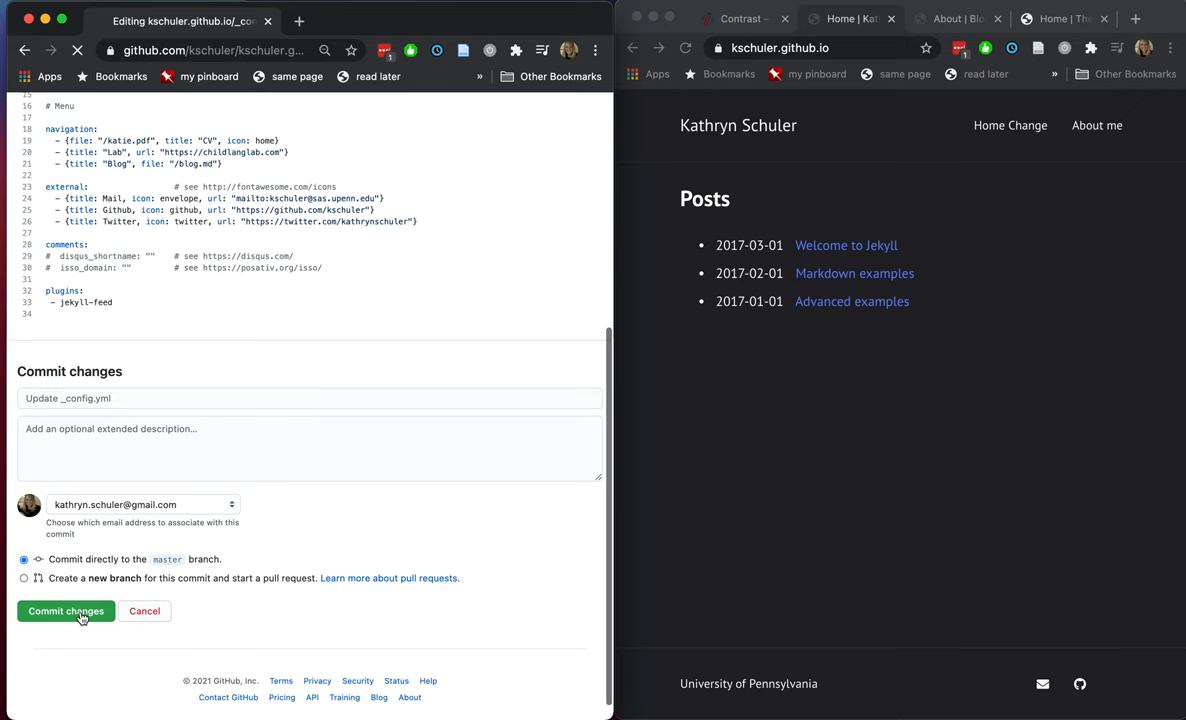 Editing kschuler.github.io/_con
github.com/kschuler/kschuler.g...
Apps Bookmarks my pinboard same page read later » Other Bookmarks
15
16 # Menu
17
18 navigation:
19 - {file: "/katie.pdf", title: "CV", icon: home}
20 - {title: "Lab", url: "https://childlanglab.com"}
21 - {title: "Blog", file: "/blog.md"}
22
23 external: # see http://fontawesome.com/icons
24 - {title: Mail, icon: envelope, url: "mailto:kschuler@sas.upenn.edu"}
25 - {title: Github, icon: github, url: "https://github.com/kschuler"}
26 - {title: Twitter, icon: twitter, url: "https://twitter.com/kathrynschuler"}
27
28 comments:
29 # disqus_shortname: "" # see https://disqus.com/
30 # isso_domain: "" # see https://posativ.org/isso/
31
32 plugins:
33 - jekyll-feed
34
Commit changes
Update _config.yml
Add an optional extended description...
kathryn.schuler@gmail.com
Choose which email address to associate with this
commit
Commit directly to the master branch.
Create a new branch for this commit and start a pull request. Learn more about pull requests.
Commit changes Cancel
© 2021 GitHub, Inc. Terms Privacy Security Status Help
Contact GitHub Pricing API Training Blog About
Contrast – Home | Kat About | Blo Home | The
kschuler.github.io
Apps Bookmarks my pinboard same page read later » Other Bookmarks
Kathryn Schuler Home Change About me
Posts
• 2017-03-01 Welcome to Jekyll
• 2017-02-01 Markdown examples
• 2017-01-01 Advanced examples
University of Pennsylvania